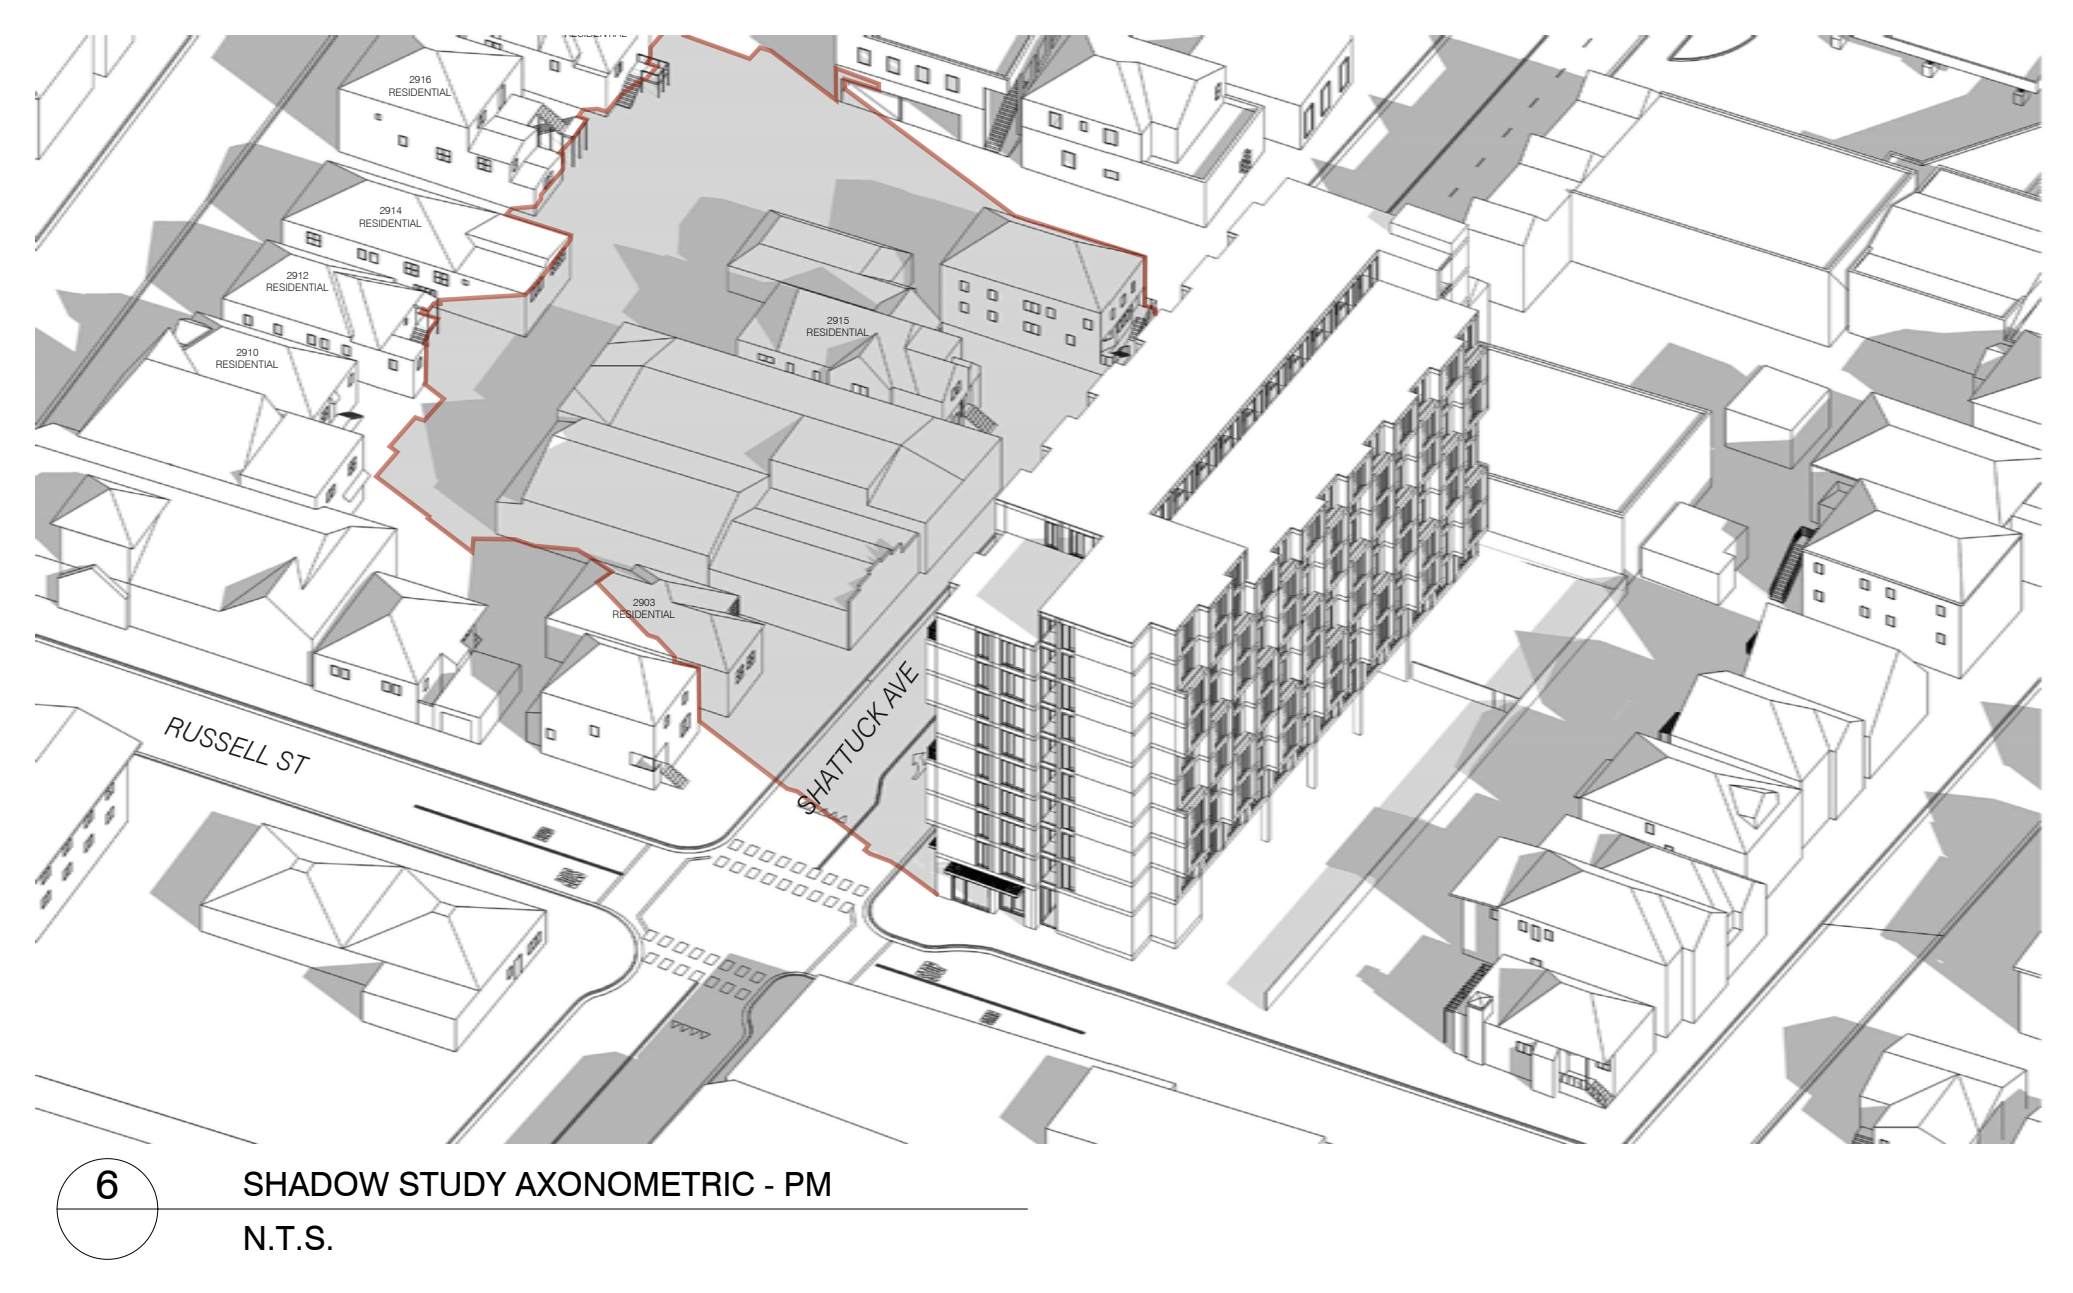 RESIDENTIAL
2916
RESIDENTIAL
2914
RESIDENTIAL
2912
RESIDENTIAL
2915
RESIDENTIAL
2910
RESIDENTIAL
2903
RESIDENTIAL
SHATTUCK AVE
RUSSELL ST
6
SHADOW STUDY AXONOMETRIC - PM
N.T.S.